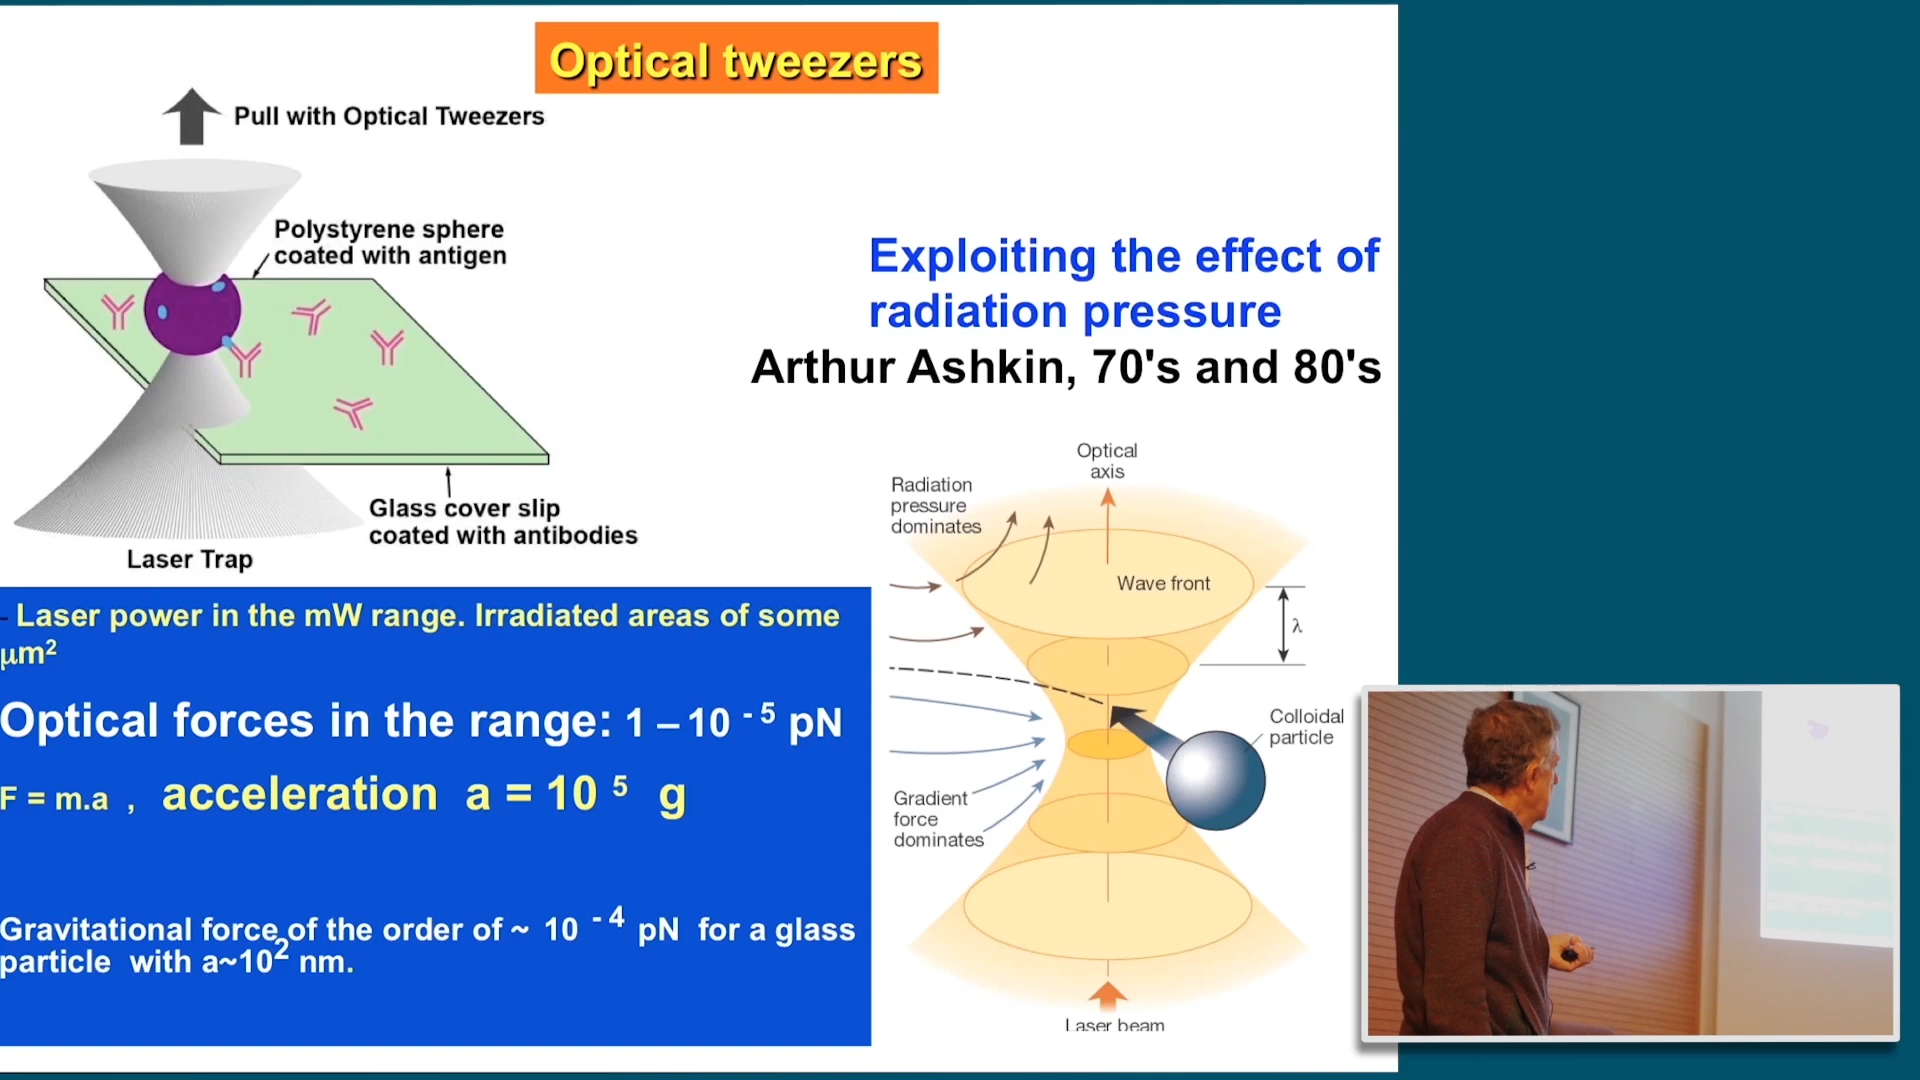 Optical tweezers
Pull with Optical Tweezers
Polystyrene sphere
coated with antigen
Glass cover slip
coated with antibodies
Laser Trap
Exploiting the effect of
radiation pressure
Arthur Ashkin, 70's and 80's
- Laser power in the mW range. Irradiated areas of some
μm²
Optical forces in the range: 1 – 10 ⁻⁵ pN
F = m.a , acceleration a = 10 ⁵ g
Gravitational force of the order of ~ 10 ⁻⁴ pN for a glass
particle with a~10² nm.
Optical
axis
Radiation
pressure
dominates
Wave front
λ
Colloidal
particle
Gradient
force
dominates
Laser beam